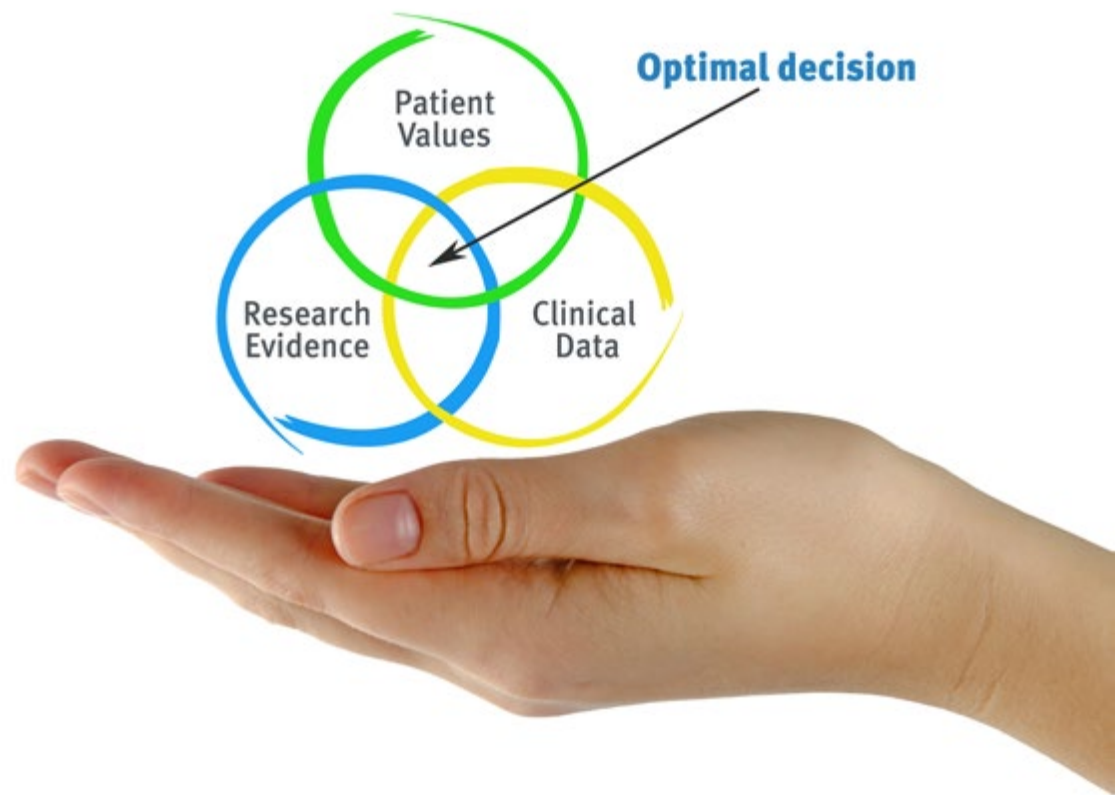 Optimal decision
Patient
Values
Research
Evidence
Clinical
Data